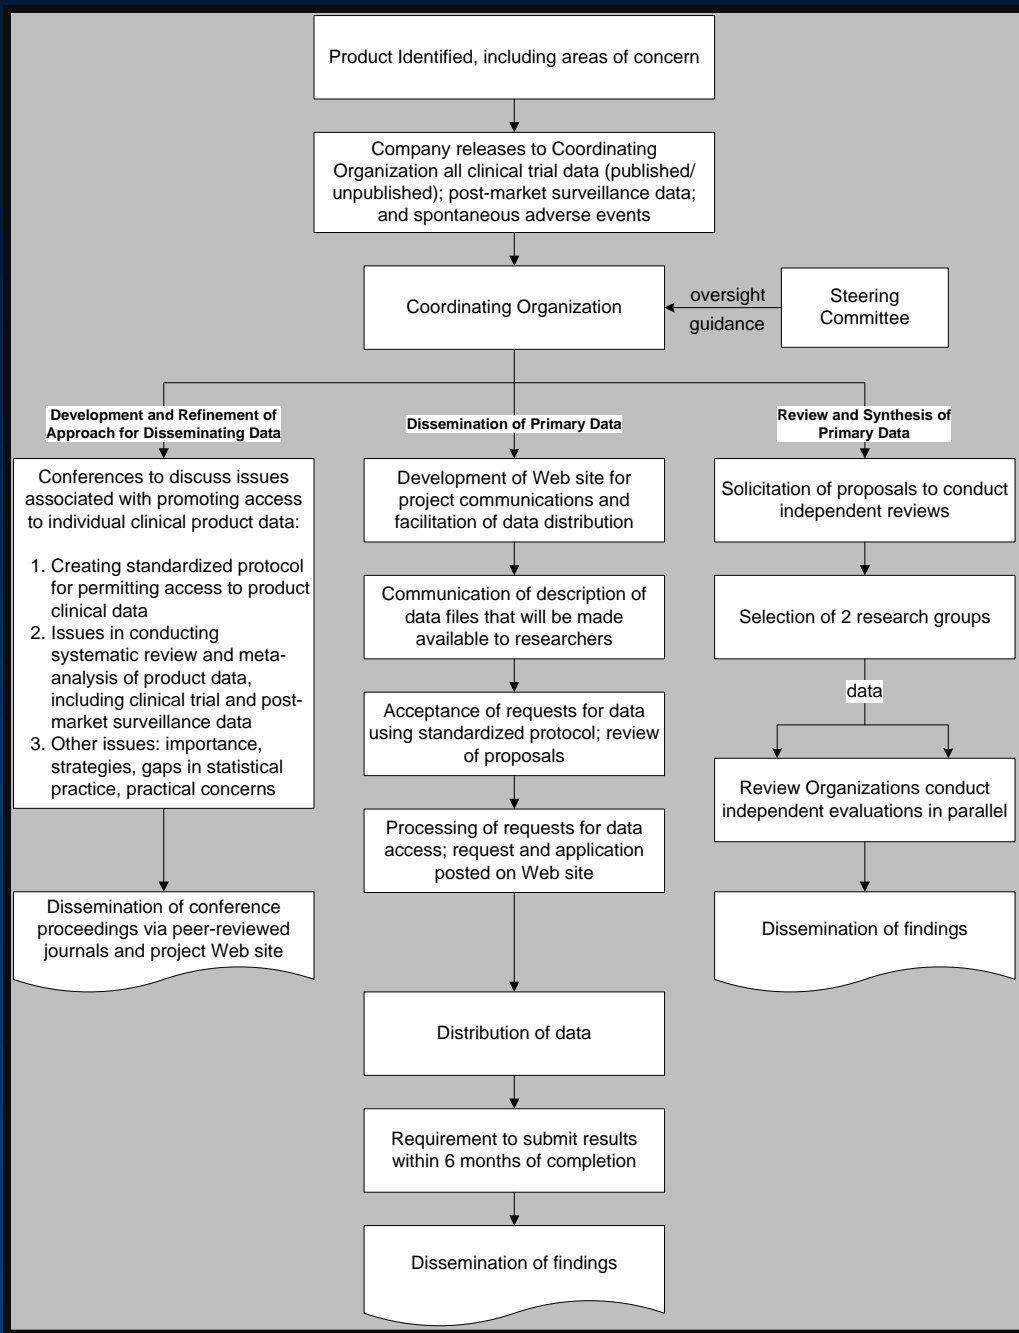 Product Identified, including areas of concern
Company releases to Coordinating
Organization all clinical trial data (published/
unpublished); post-market surveillance data;
and spontaneous adverse events
Coordinating Organization
oversight
guidance
Steering
Committee
Development and Refinement of
Approach for Disseminating Data
Conferences to discuss issues
associated with promoting access
to individual clinical product data:
1. Creating standardized protocol
for permitting access to product
clinical data
2. Issues in conducting
systematic review and meta-
analysis of product data,
including clinical trial and post-
market surveillance data
3. Other issues: importance,
strategies, gaps in statistical
practice, practical concerns
Dissemination of conference
proceedings via peer-reviewed
journals and project Web site
Dissemination of Primary Data
Development of Web site for
project communications and
facilitation of data distribution
Communication of description of
data files that will be made
available to researchers
Acceptance of requests for data
using standardized protocol; review
of proposals
Processing of requests for data
access; request and application
posted on Web site
Distribution of data
Requirement to submit results
within 6 months of completion
Dissemination of findings
Review and Synthesis of
Primary Data
Solicitation of proposals to conduct
independent reviews
Selection of 2 research groups
data
Review Organizations conduct
independent evaluations in parallel
Dissemination of findings